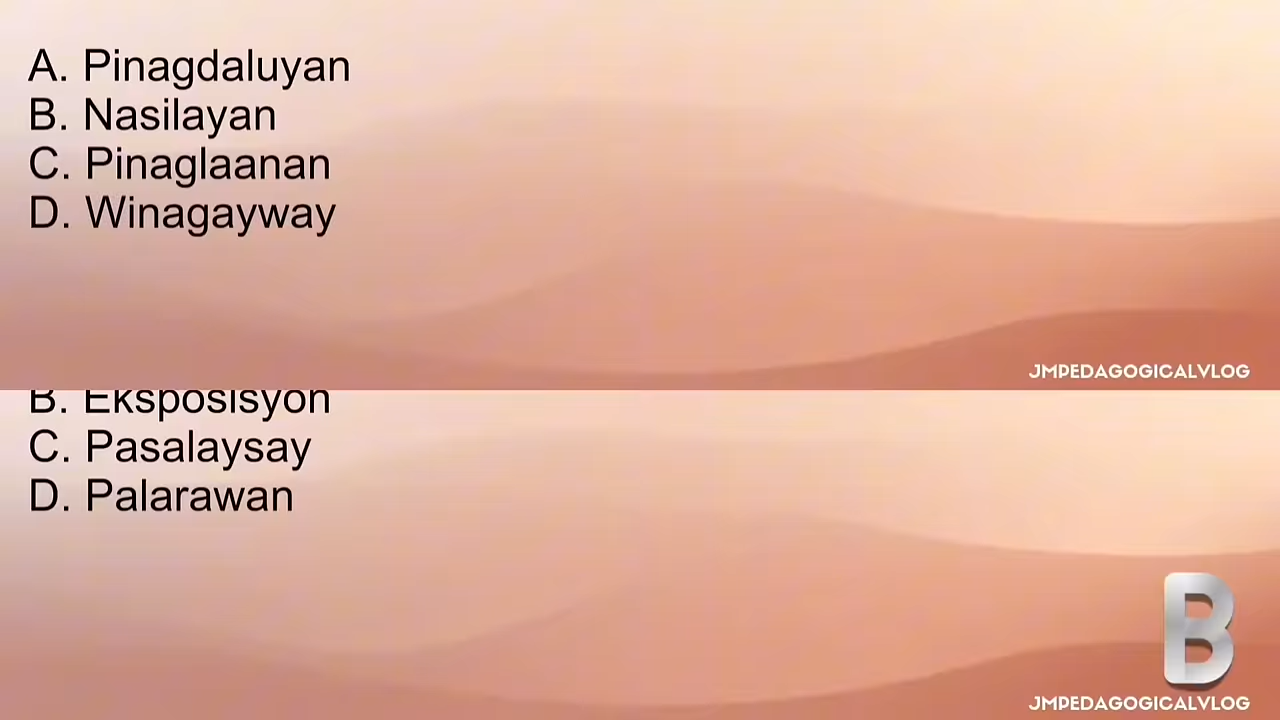 A. Pinagdaluyan
B. Nasilayan
C. Pinaglaanan
D. Winagayway
JMPEDAGOGICALVLOG
B. Eksposisyon
C. Pasalaysay
D. Palarawan
B
JMPEDAGOGICALVLOG